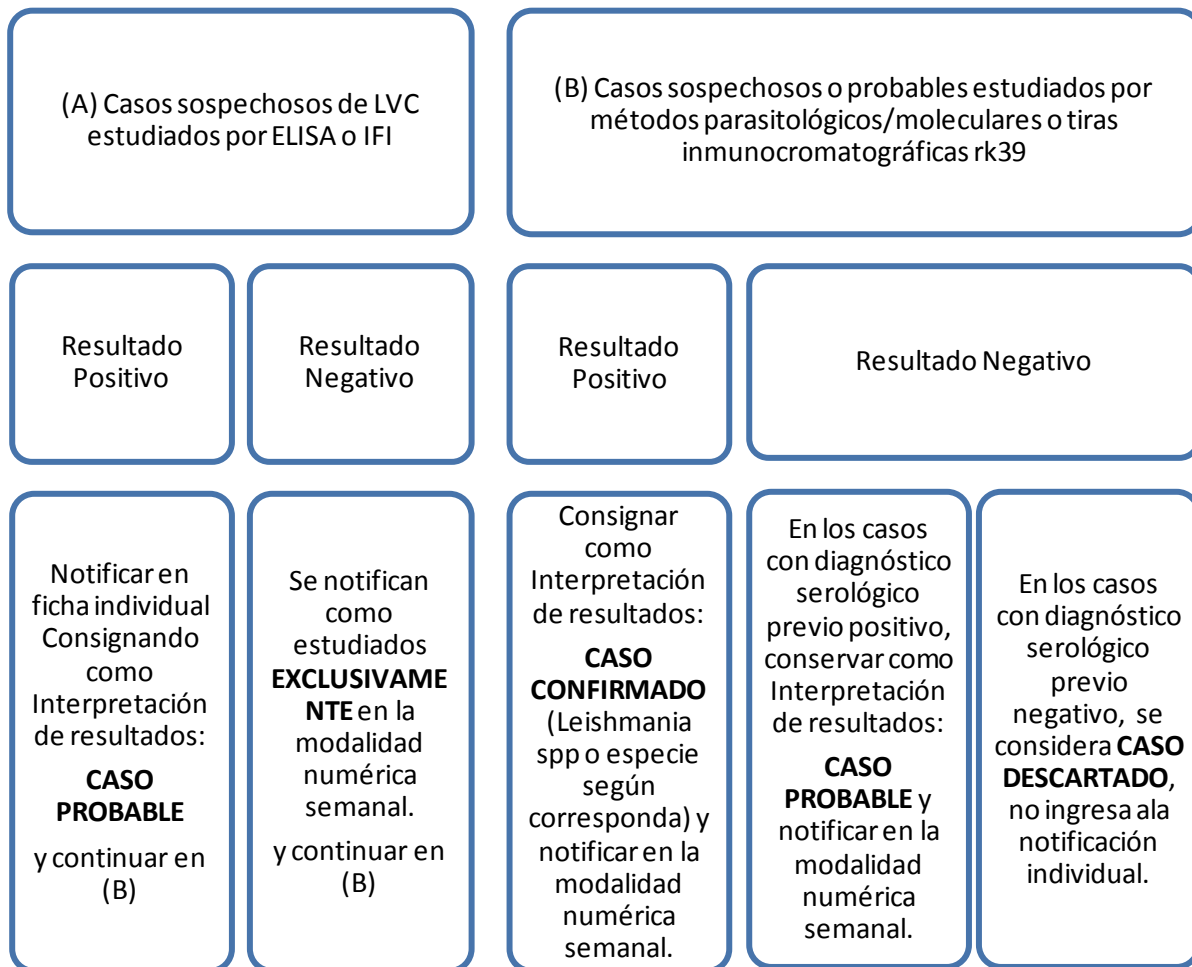 (A) Casos sospechosos de LVC
estudiados por ELISA o IFI
(B) Casos sospechosos o probables estudiados por
métodos parasitológicos/moleculares o tiras
inmunocromatográficas rk39
Resultado
Positivo
Resultado
Negativo
Resultado
Positivo
Resultado Negativo
Notificar en
ficha individual
Consignando
como
Interpretación
de resultados:
CASO
PROBABLE
y continuar en
(B)
Se notifican
como
estudiados
EXCLUSIVAME
NTE en la
modalidad
numérica
semanal.
y continuar en
(B)
Consignar
como
Interpretación
de resultados:
CASO
CONFIRMADO
(Leishmania
spp o especie
según
corresponda) y
notificar en la
modalidad
numérica
semanal.
En los casos
con diagnóstico
serológico
previo positivo,
conservar como
Interpretación
de resultados:
CASO
PROBABLE y
notificar en la
modalidad
numérica
semanal.
En los casos
con diagnóstico
serológico
previo
negativo, se
considera CASO
DESCARTADO,
no ingresa ala
notificación
individual.